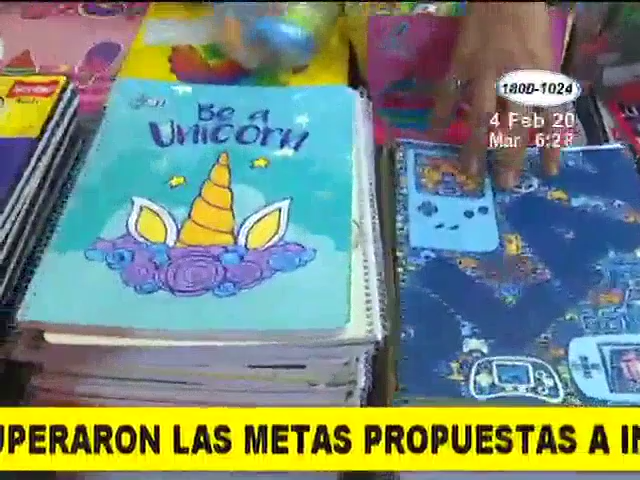 1800-1024
4 Feb 20
Mar 6:28
Be a
UNICORN
UPERARON LAS METAS PROPUESTAS A IN